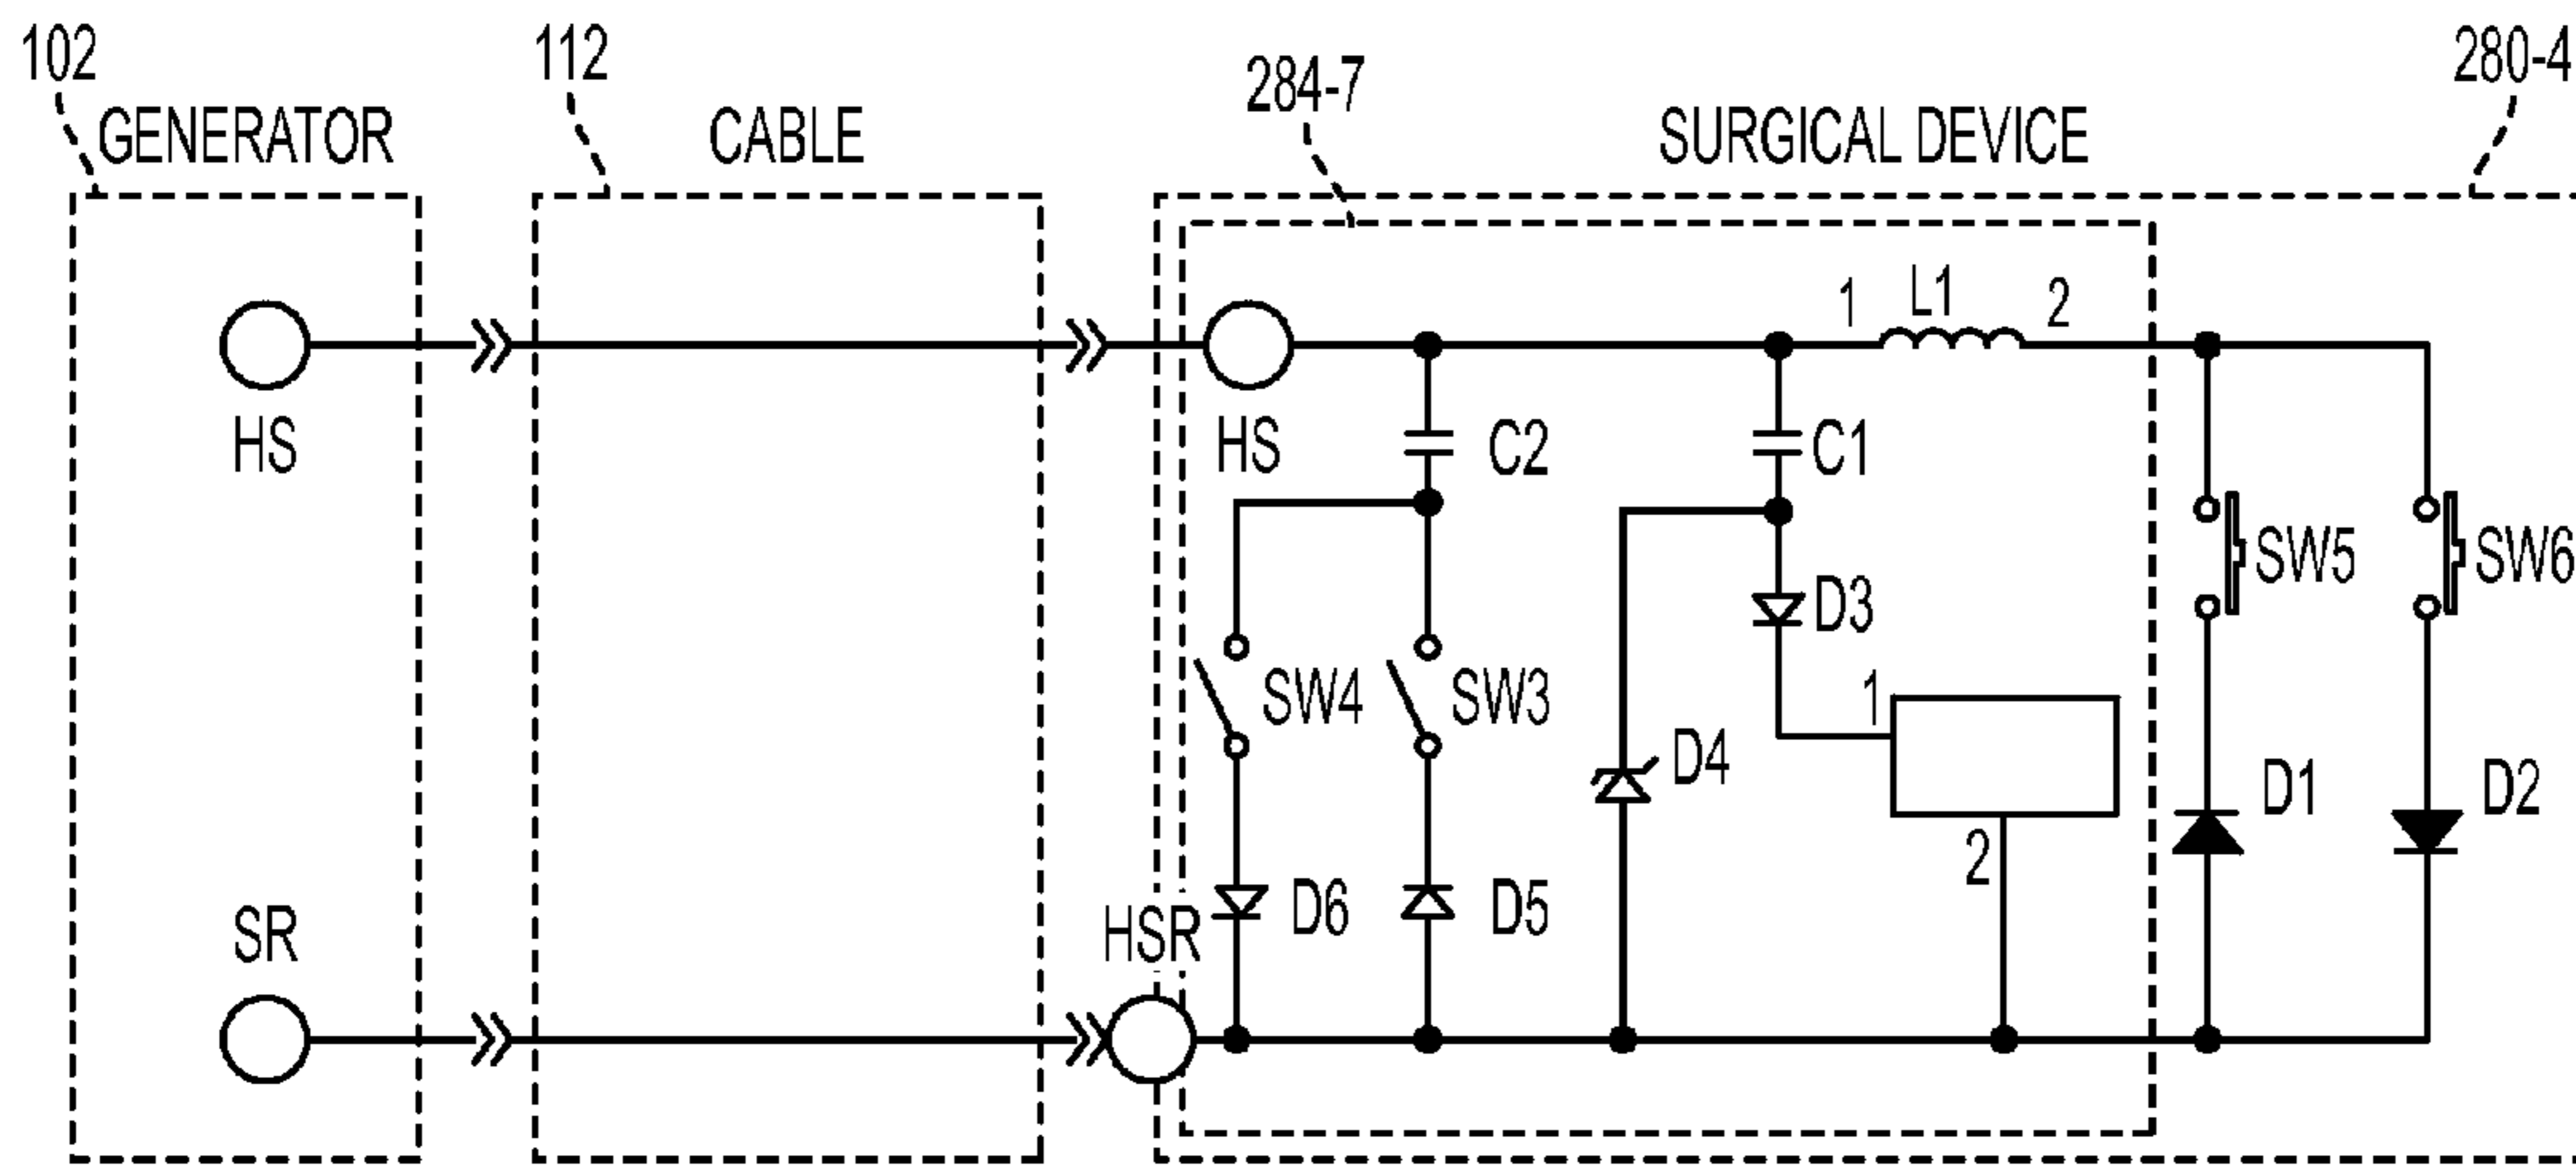 102
112
284-7
280-4
GENERATOR
CABLE
SURGICAL DEVICE
1
L1
2
HS
HS
C2
C1
SW5
SW6
D3
SW4
SW3
1
D4
D1
D2
2
D6
D5
SR
HSR